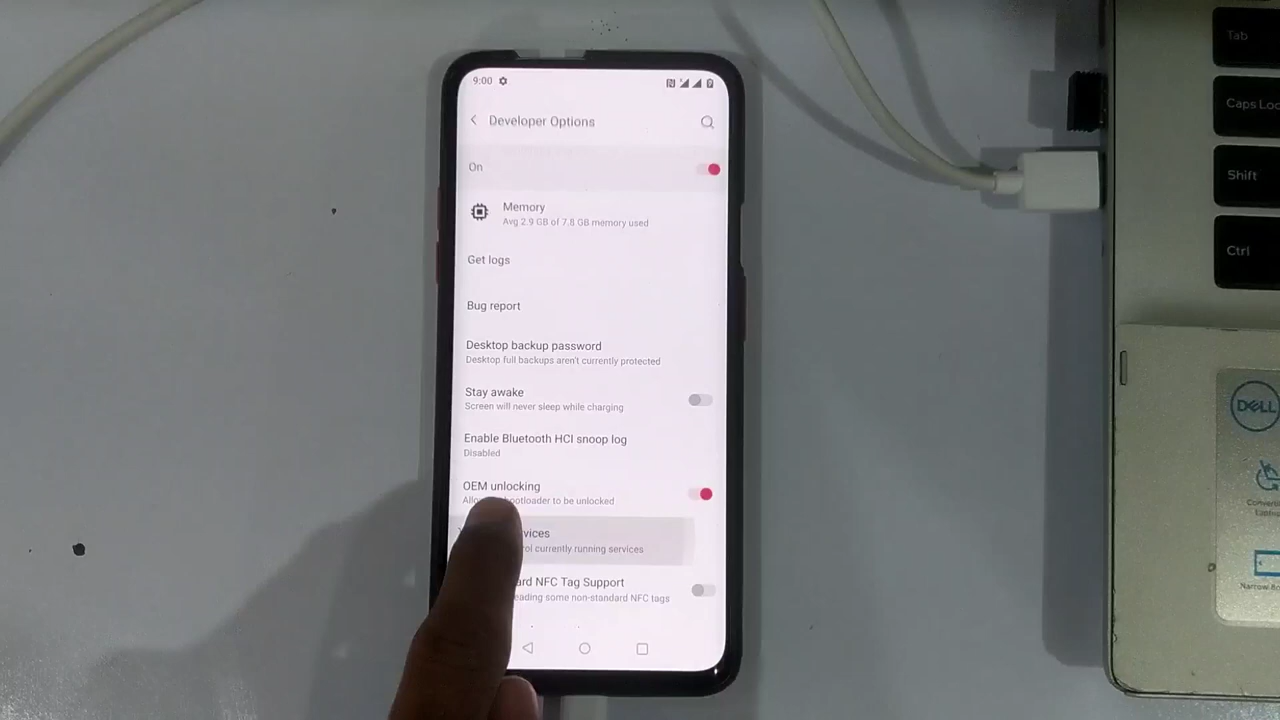 9:00
Developer Options
On
Memory
Avg 2.9 GB of 7.8 GB memory used
Get logs
Bug report
Desktop backup password
Desktop full backups aren't currently protected
Stay awake
Screen will never sleep while charging
Enable Bluetooth HCI snoop log
Disabled
OEM unlocking
bootloader to be unlocked
currently running services
NFC Tag Support
some non-standard NFC tags
Tab
Caps Loc
Shift
Ctrl
DELL